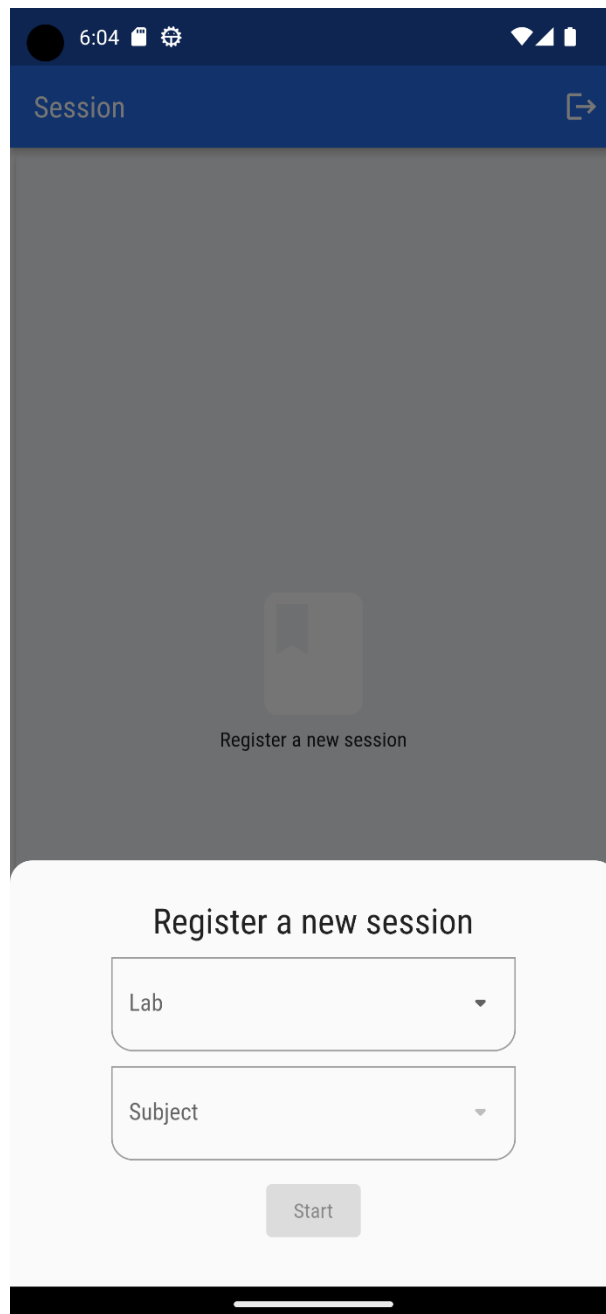 6:04
Session
Register a new session
Register a new session
Lab
Subject
Start